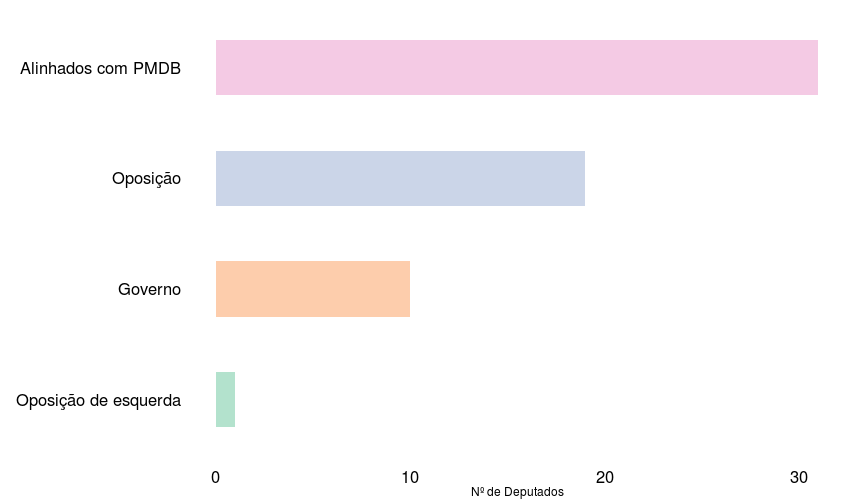 Alinhados com PMDB
Oposição
Governo
Oposição de esquerda
0 10 20 30
Nº de Deputados